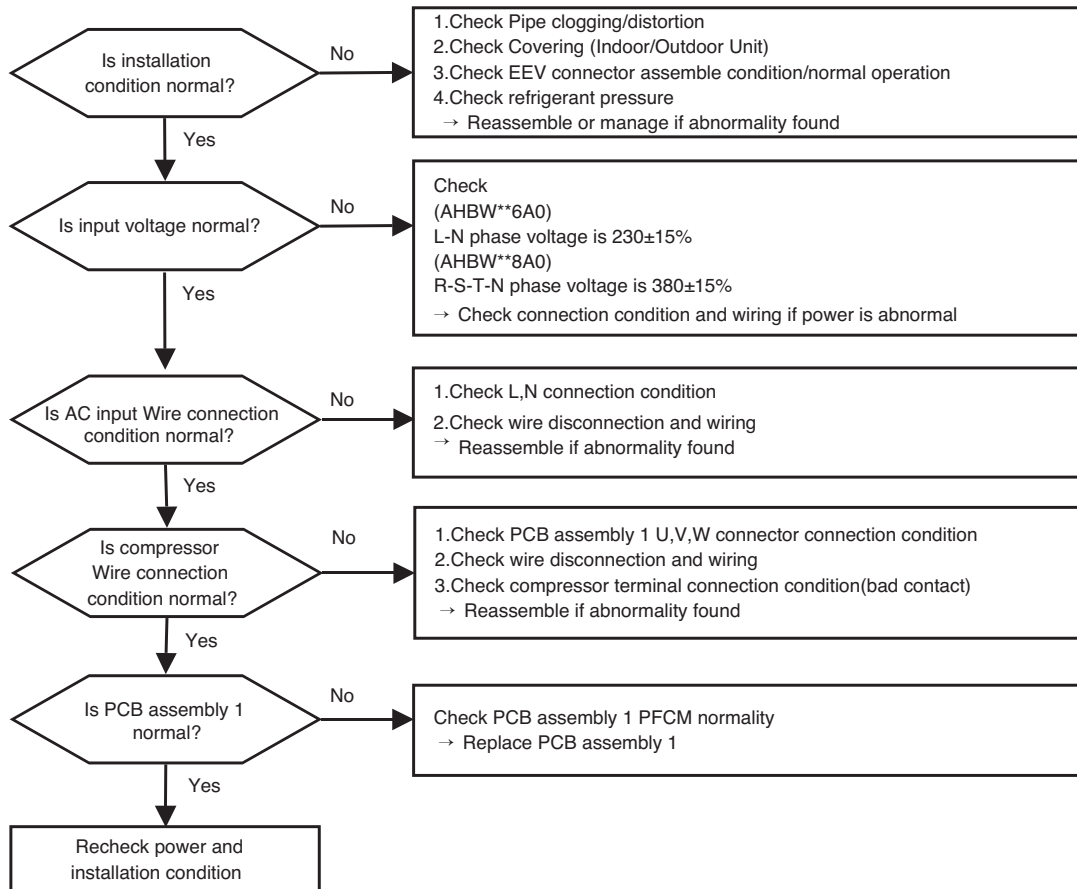 Is installation
condition normal?
No
1.Check Pipe clogging/distortion
2.Check Covering (Indoor/Outdoor Unit)
3.Check EEV connector assemble condition/normal operation
4.Check refrigerant pressure
→ Reassemble or manage if abnormality found
Yes
Is input voltage normal?
No
Check
(AHBW**6A0)
L-N phase voltage is 230±15%
(AHBW**8A0)
R-S-T-N phase voltage is 380±15%
→ Check connection condition and wiring if power is abnormal
Yes
Is AC input Wire connection
condition normal?
No
1.Check L,N connection condition
2.Check wire disconnection and wiring
→ Reassemble if abnormality found
Yes
Is compressor
Wire connection
condition normal?
No
1.Check PCB assembly 1 U,V,W connector connection condition
2.Check wire disconnection and wiring
3.Check compressor terminal connection condition(bad contact)
→ Reassemble if abnormality found
Yes
Is PCB assembly 1
normal?
No
Check PCB assembly 1 PFCM normality
→ Replace PCB assembly 1
Yes
Recheck power and
installation condition